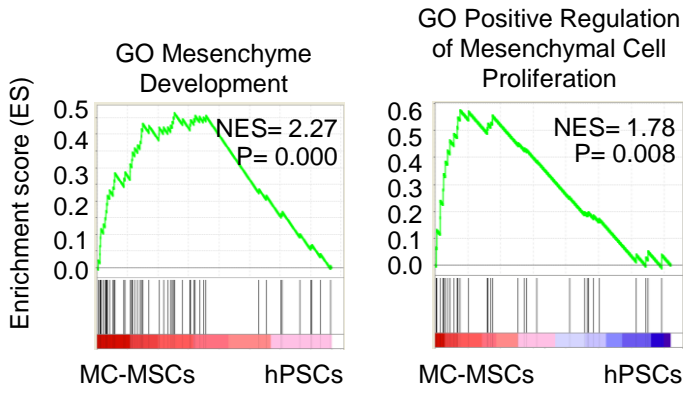 GO Mesenchyme
Development
Enrichment score (ES)
0.5
0.4
0.3
0.2
0.1
0.0
NES= 2.27
P= 0.000
MC-MSCs hPSCs
GO Positive Regulation
of Mesenchymal Cell
Proliferation
0.6
0.5
0.4
0.3
0.2
0.1
0.0
NES= 1.78
P= 0.008
MC-MSCs hPSCs